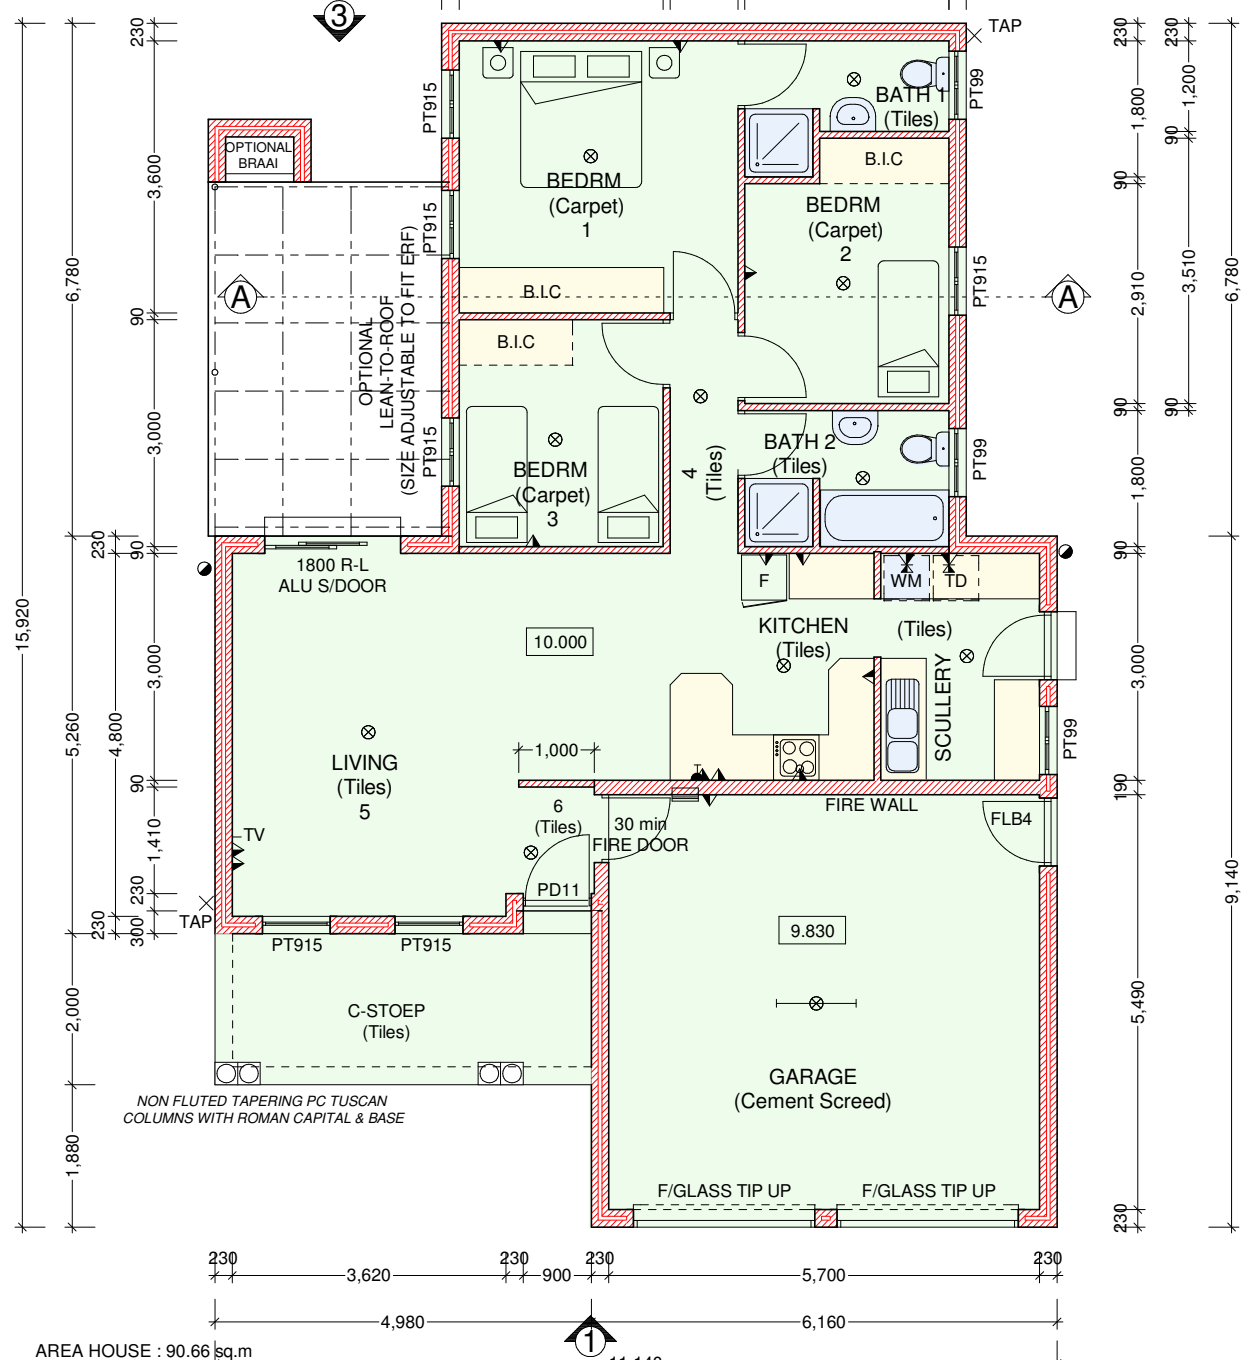 3
TAP
230
230
230
1,200
PT915
PT99
BATH 1
(Tiles)
1,800
90
OPTIONAL
BRAAI
B.I.C
3,600
BEDRM
(Carpet)
1
90
BEDRM
(Carpet)
2
PT915
6,780
A
OPTIONAL
LEAN-TO-ROOF
(SIZE ADJUSTABLE TO FIT ERF)
B.I.C
PT915
A
2,910
3,510
6,780
90
B.I.C
3,000
PT915
BEDRM
(Carpet)
3
4
(Tiles)
BATH 2
(Tiles)
PT99
90
90
1,800
230
90
90
1800 R-L
ALU S/DOOR
F
WM
TD
15,920
10.000
KITCHEN
(Tiles)
(Tiles)
SCULLERY
3,000
3,000
5,260
4,800
1,000
LIVING
(Tiles)
5
PT99
90
190
6
(Tiles)
30 min
FIRE DOOR
FIRE WALL
FLB4
TV
1,410
PD11
230
TAP
230
300
PT915
PT915
9.830
9,140
C-STOEP
(Tiles)
2,000
5,490
GARAGE
(Cement Screed)
NON FLUTED TAPERING PC TUSCAN
COLUMNS WITH ROMAN CAPITAL & BASE
1,880
F/GLASS TIP UP
F/GLASS TIP UP
230
230
230
230
230
3,620
900
5,700
4,980
6,160
1
AREA HOUSE : 90.66 sq.m
11,140